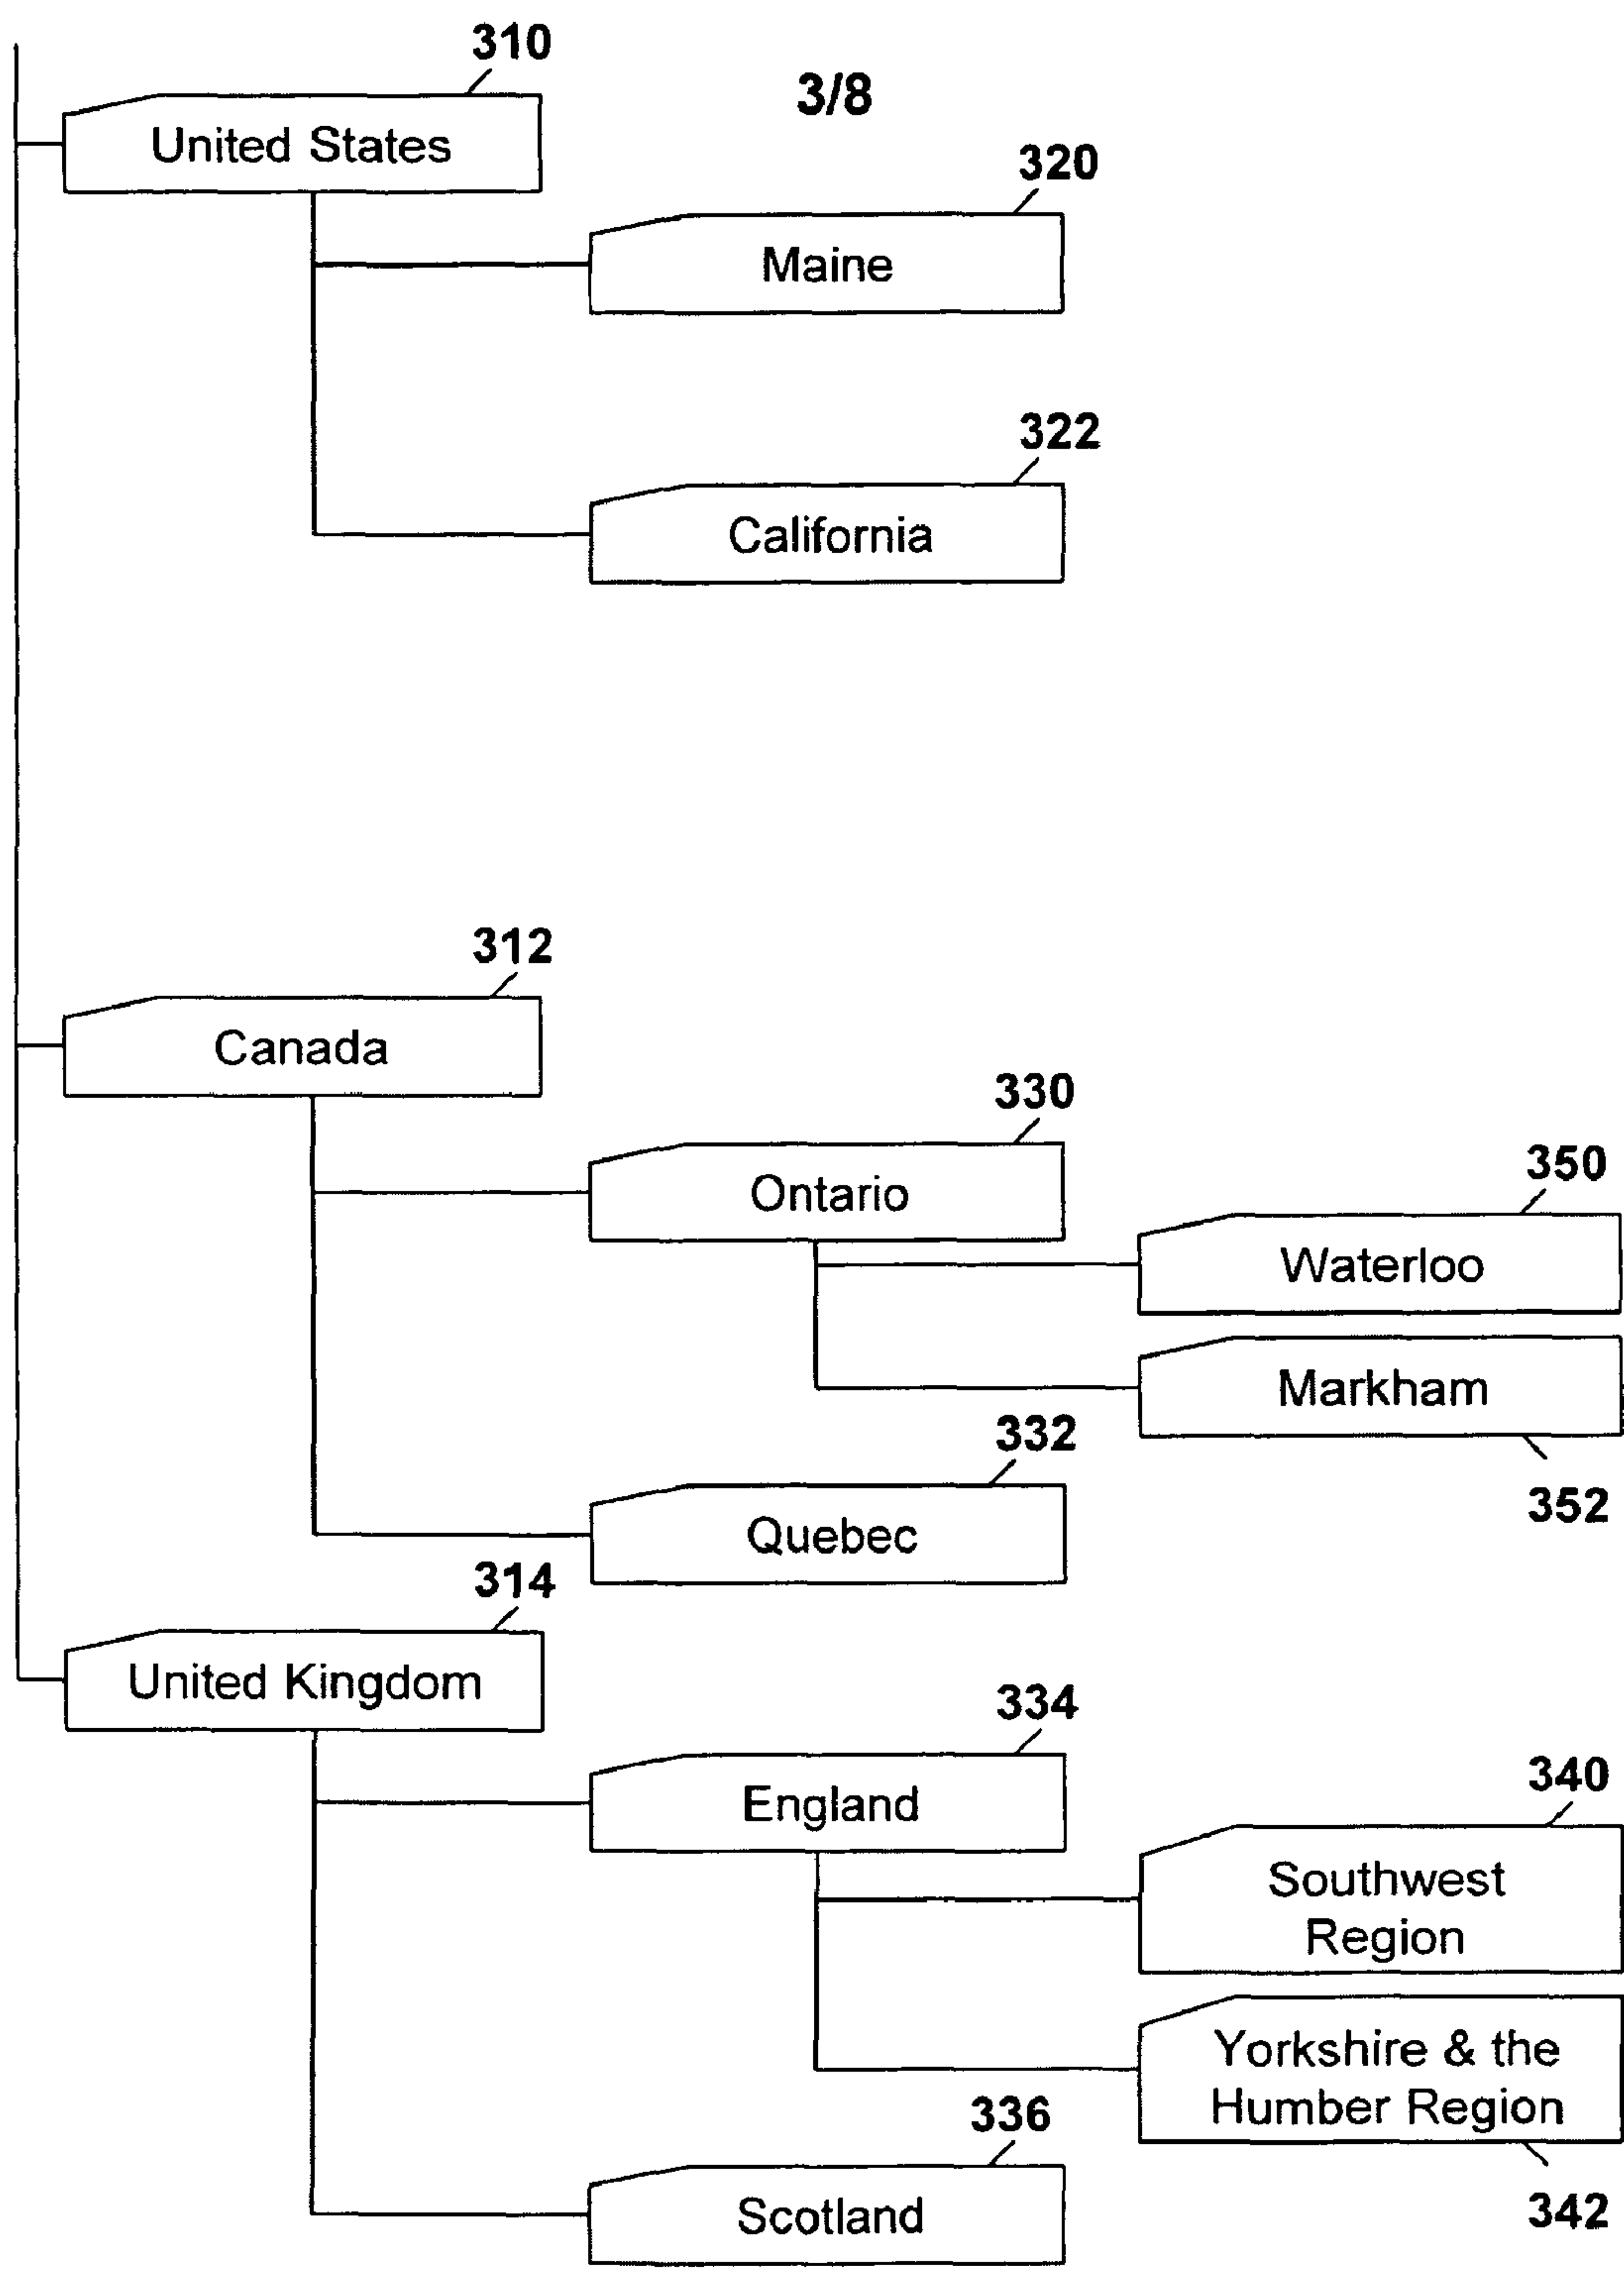 310
3/8
United States
320
Maine
322
California
312
Canada
330
Ontario
350
Waterloo
Markham
352
332
Quebec
314
United Kingdom
334
England
340
Southwest
Region
Yorkshire & the
Humber Region
342
336
Scotland